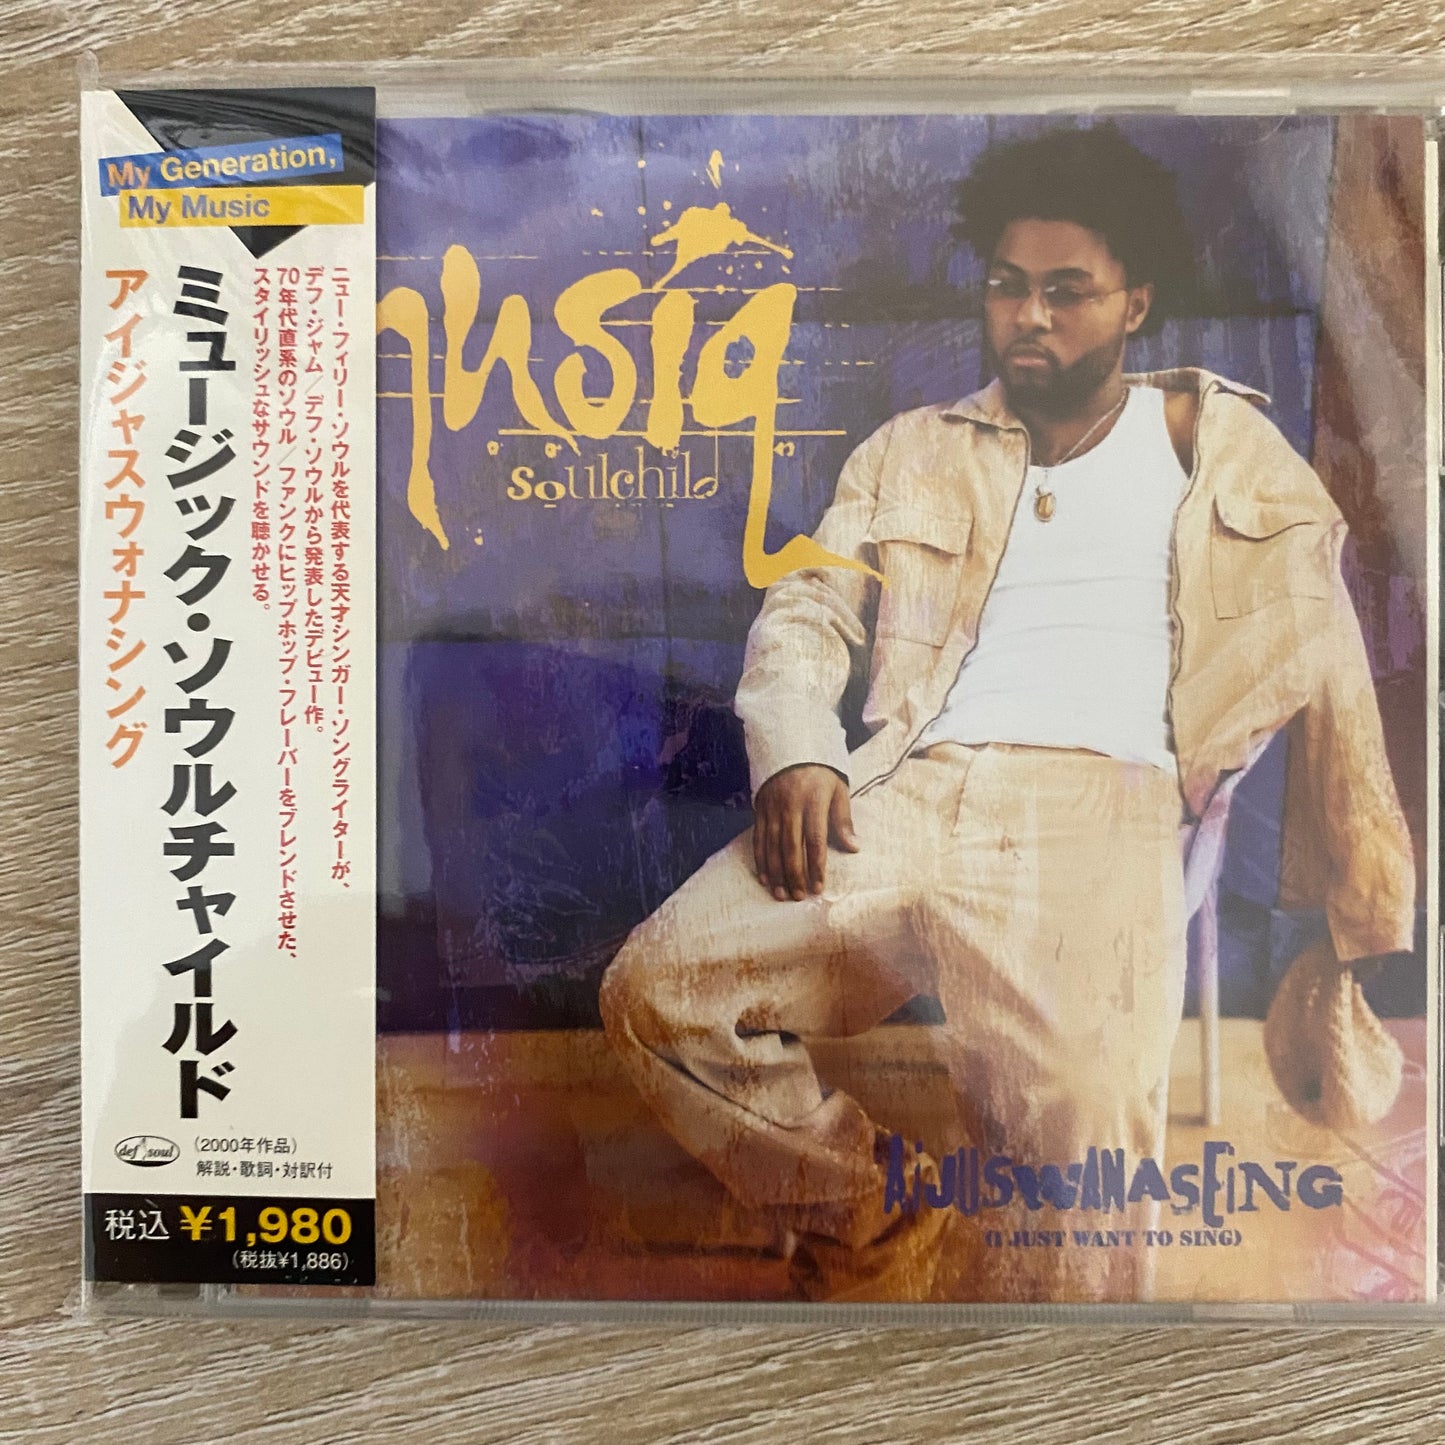 My Generation,
My Music
ニュー・フィリー・ソウルを代表する天才シンガー・ソングライターが、
デフ・ジャム／デフ・ソウルから発表したデビュー作。
70年代直系のソウル／ファンクにヒップホップ・フレーバーをブレンドさせた、
スタイリッシュなサウンドを聴かせる。
ミュージック・ソウルチャイルド
アイジャスウォナシング
def soul
(2000年作品)
解説・歌詞・対訳付
税込 ¥1,980
(税抜¥1,886)
musiq
soulchild
AIJUSWANASEING
(I JUST WANT TO SING)